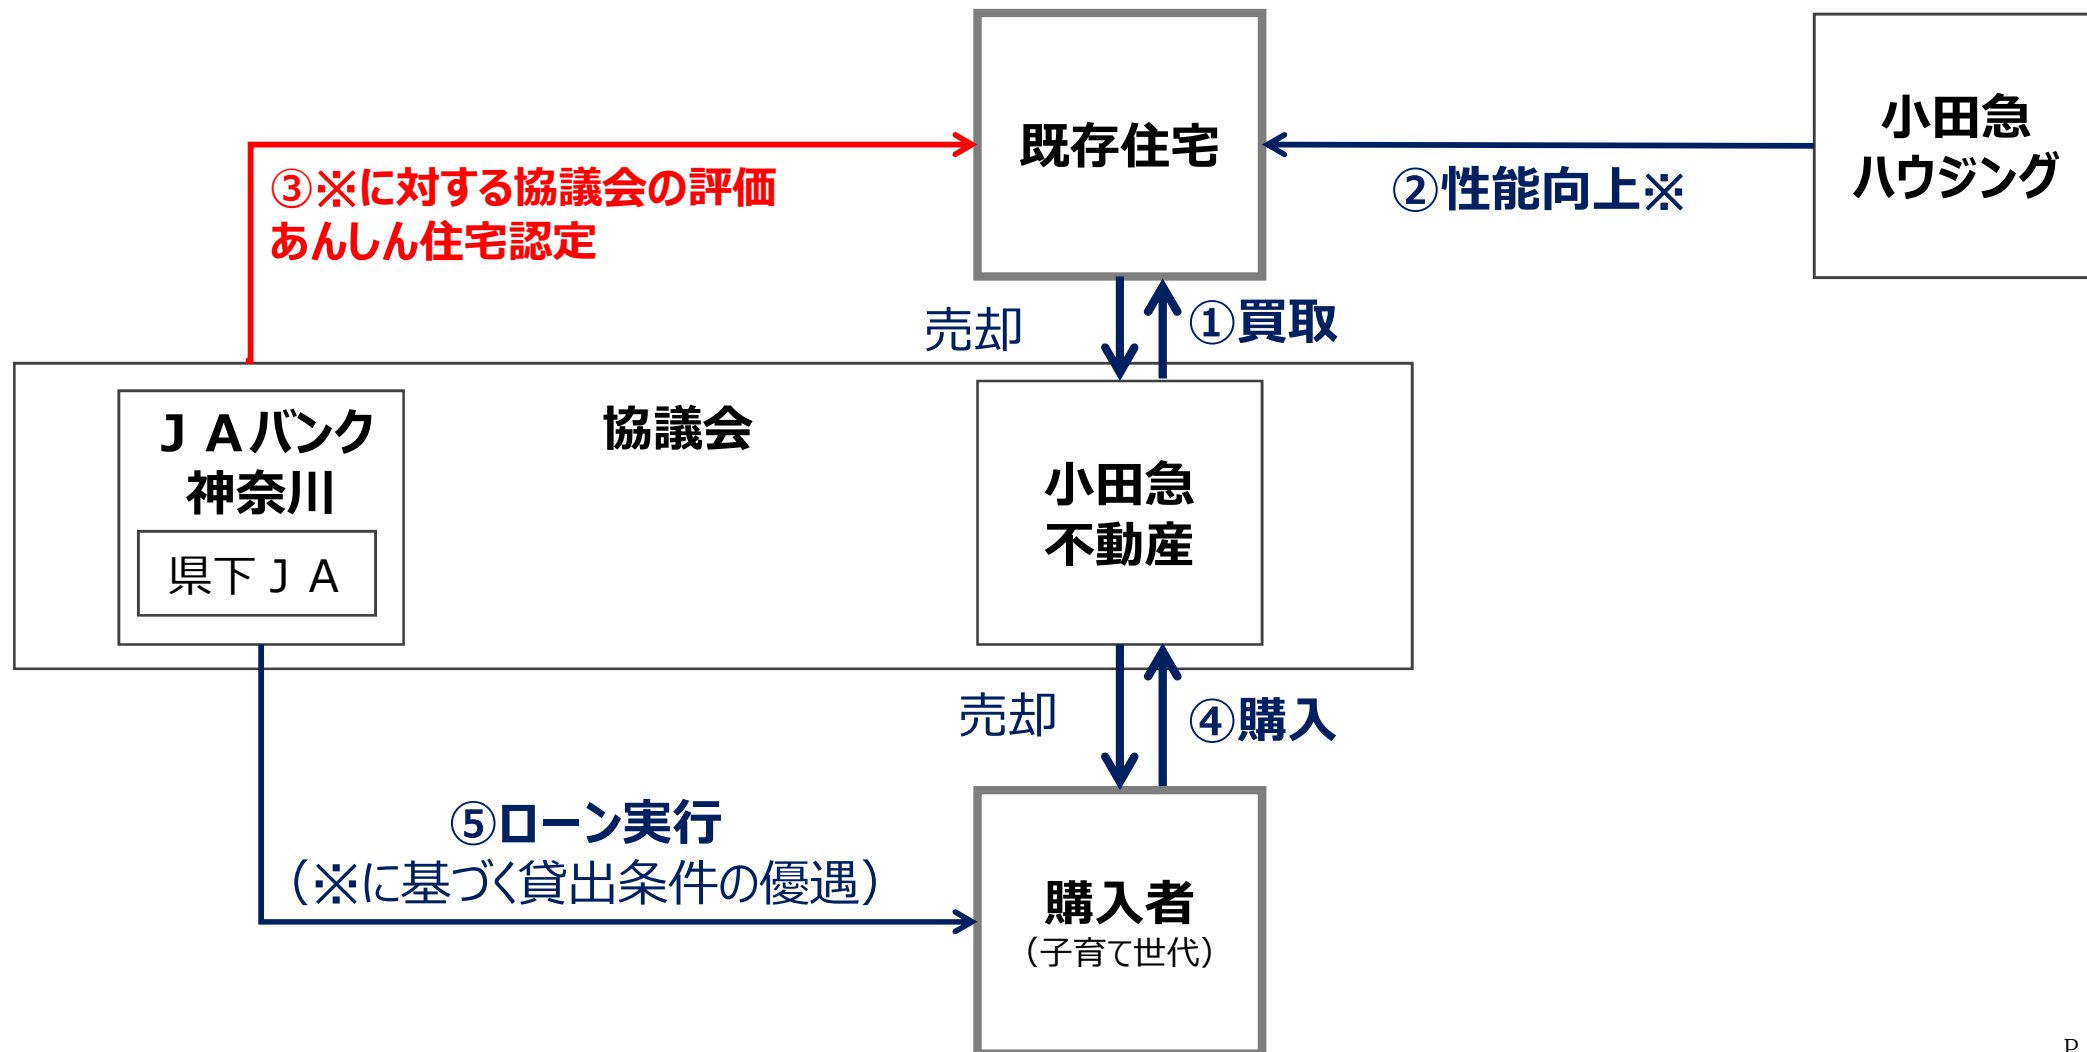 既存住宅
小田急
ハウジング
③※に対する協議会の評価
あんしん住宅認定
②性能向上※
売却
①買取
ＪＡバンク
神奈川
県下ＪＡ
協議会
小田急
不動産
売却
④購入
⑤ローン実行
（※に基づく貸出条件の優遇）
購入者
（子育て世代）
P